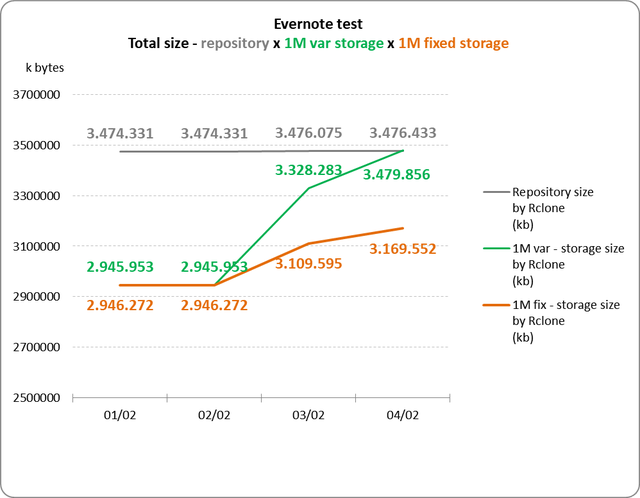 Evernote test
Total size - repository x 1M var storage x 1M fixed storage
k bytes
3700000
3500000
3300000
3100000
2900000
2700000
2500000
3.474.331
3.474.331
3.476.075
3.476.433
2.945.953
2.945.953
3.328.283
3.479.856
2.946.272
2.946.272
3.109.595
3.169.552
01/02
02/02
03/02
04/02
Repository size
by Rclone
(kb)
1M var - storage size
by Rclone
(kb)
1M fix - storage size
by Rclone
(kb)